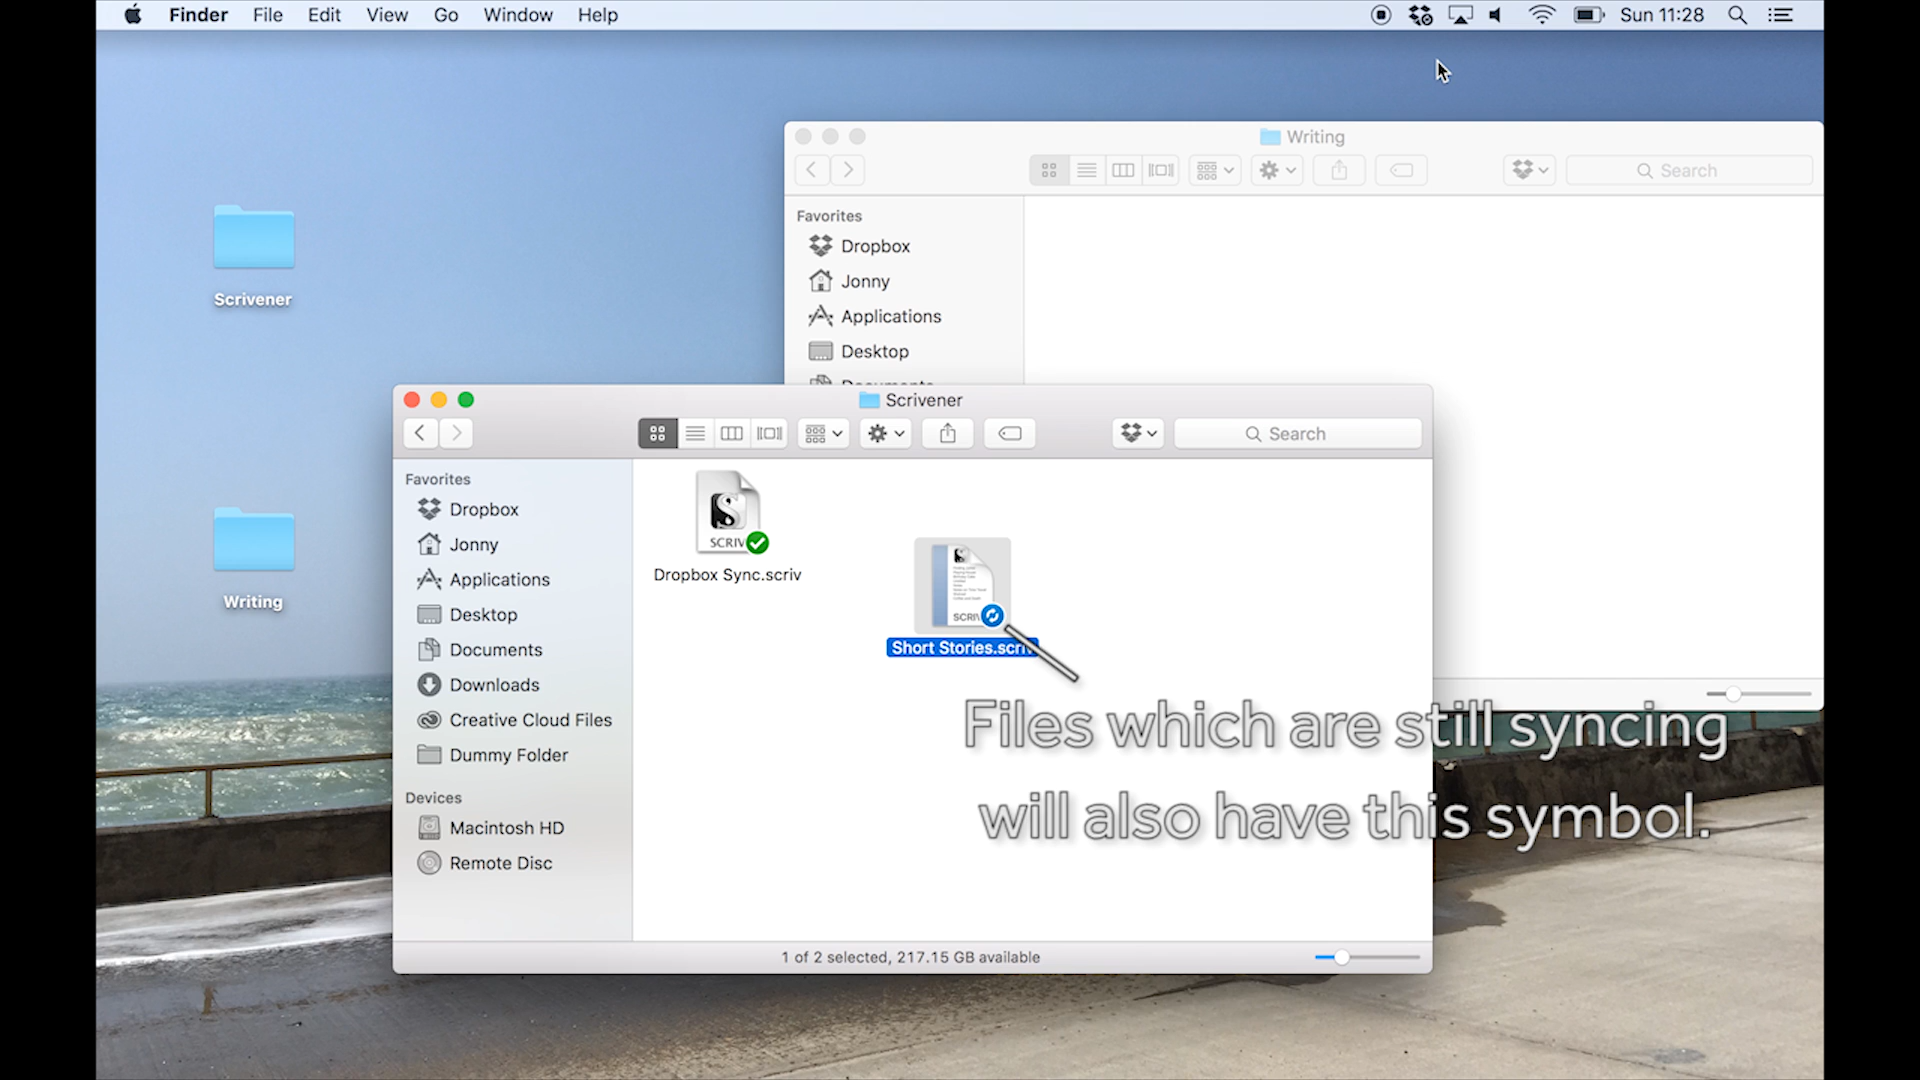 Finder File Edit View Go Window Help
Sun 11:28
Writing
Search
Favorites
Dropbox
Jonny
Applications
Desktop
Documents
Scrivener
Writing
Scrivener
Search
Favorites
Dropbox
Jonny
Applications
Desktop
Documents
Downloads
Creative Cloud Files
Dummy Folder
Devices
Macintosh HD
Remote Disc
SCRIV
Dropbox Sync.scriv
SCRIV
Short Stories.scriv
Files which are still syncing
will also have this symbol.
1 of 2 selected, 217.15 GB available